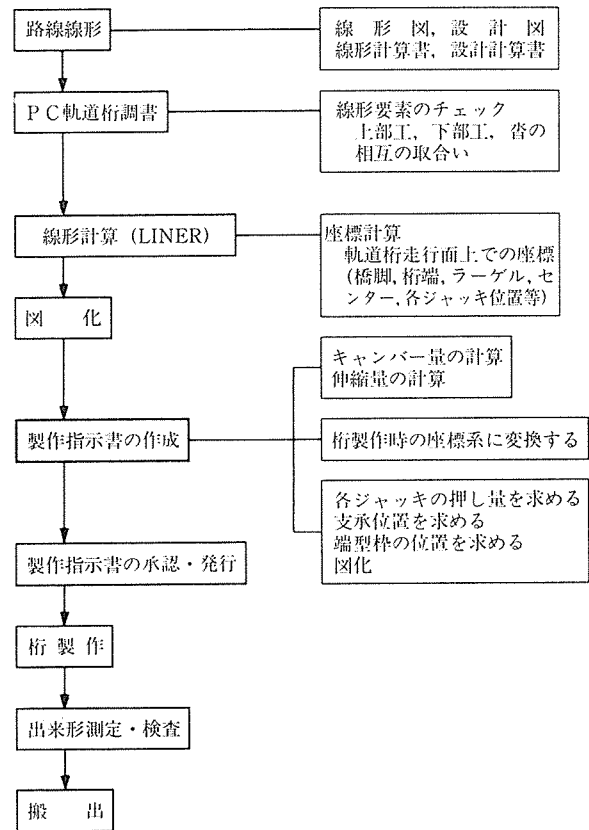 路線線形
線形図，設計図
線形計算書，設計計算書
ＰＣ軌道桁調書
線形要素のチェック
上部工，下部工，沓の
相互の取合い
線形計算 (LINER)
座標計算
軌道桁走行面上での座標
(橋脚，桁端，ラーゲル，セ
ンター，各ジャッキ位置等)
図化
キャンバー量の計算
伸縮量の計算
製作指示書の作成
桁製作時の座標系に変換する
各ジャッキの押し量を求める
支承位置を求める
端型枠の位置を求める
図化
製作指示書の承認・発行
桁製作
出来形測定・検査
搬出